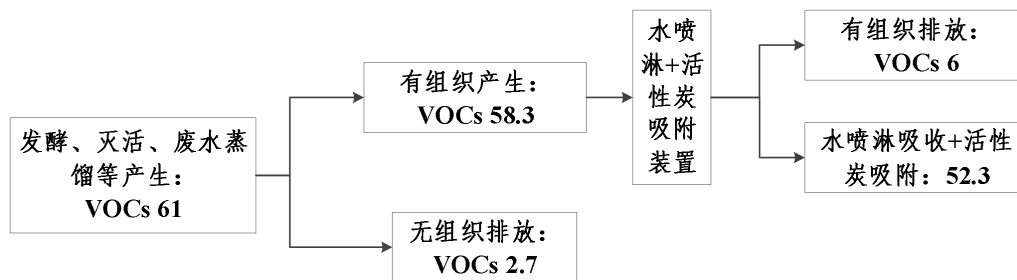 发酵、灭活、废水蒸
馏等产生：
VOCs 61
有组织产生：
VOCs 58.3
无组织排放：
VOCs 2.7
水喷
淋+活
性炭
吸附
装置
有组织排放：
VOCs 6
水喷淋吸收+活性
炭吸附：52.3